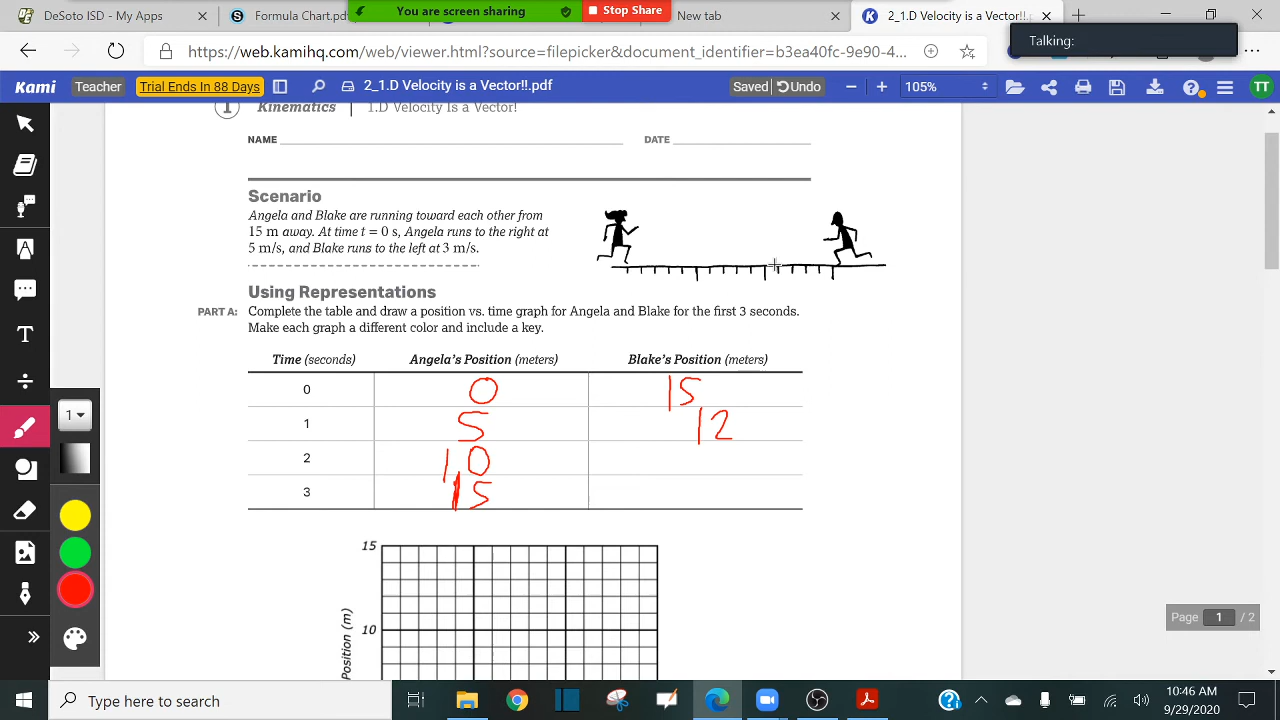 You are screen sharing
Stop Share
New tab
2_1.D Velocity is a Vector!!
Talking:
https://web.kamihq.com/web/viewer.html?source=filepicker&document_identifier=b3ea40fc-9e90-4...
Kami
Teacher
Trial Ends In 88 Days
2_1.D Velocity is a Vector!!.pdf
Saved
Undo
105%
TT
1 Kinematics | 1.D Velocity Is a Vector!
NAME
DATE
Scenario
Angela and Blake are running toward each other from
15 m away. At time t = 0 s, Angela runs to the right at
5 m/s, and Blake runs to the left at 3 m/s.
Using Representations
PART A: Complete the table and draw a position vs. time graph for Angela and Blake for the first 3 seconds.
Make each graph a different color and include a key.
Time (seconds) Angela's Position (meters) Blake's Position (meters)
0 0 15
1 5 12
2 10
3 15
15
10
Position (m)
1
Page 1 / 2
Type here to search
10:46 AM
9/29/2020